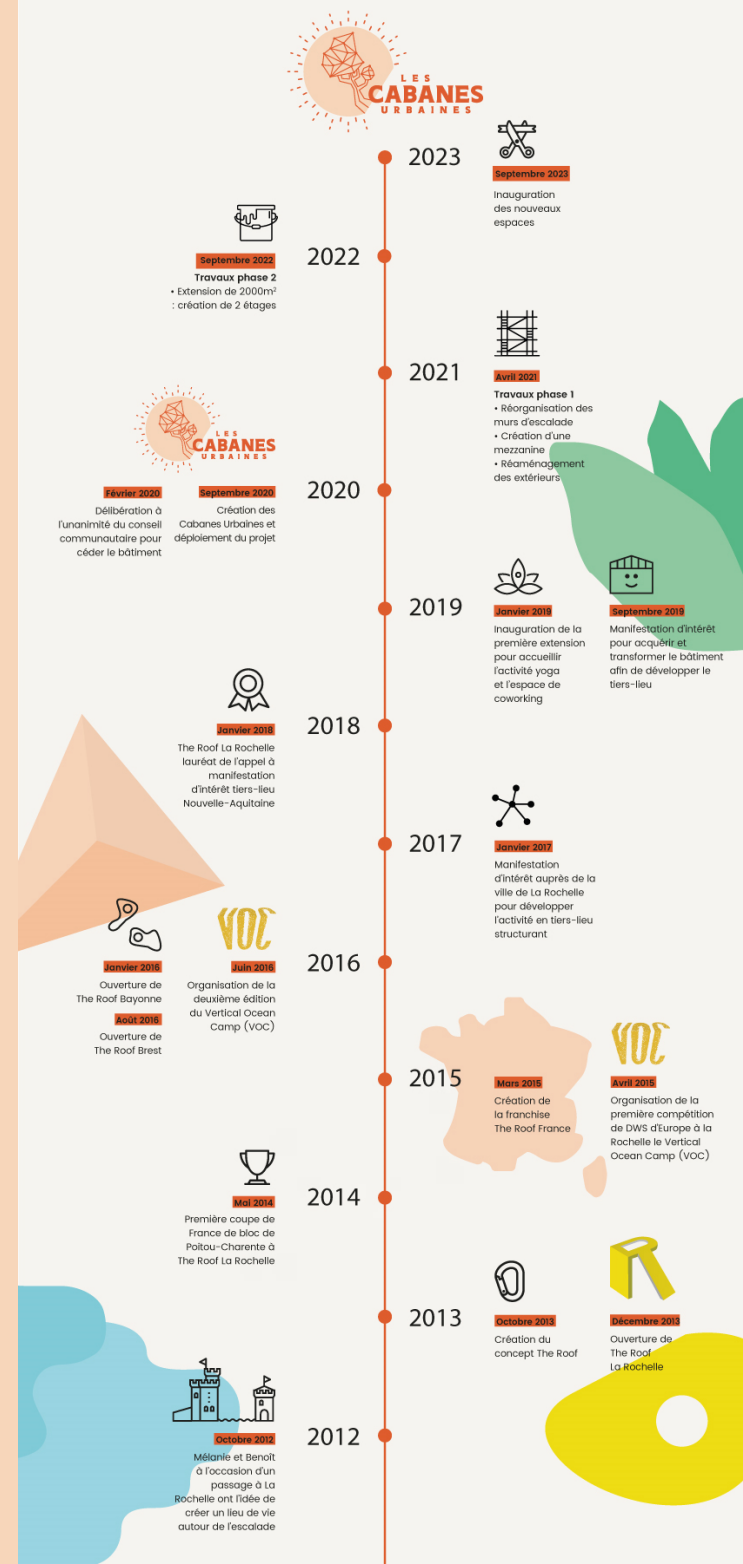 LES
CABANES
URBAINES
2023
Septembre 2023
Inauguration
des nouveaux
espaces
2022
Septembre 2022
Travaux phase 2
• Extension de 2000m²
: création de 2 étages
2021
Avril 2021
Travaux phase 1
• Réorganisation des
murs d'escalade
• Création d'une
mezzanine
• Réaménagement
des extérieurs
LES
CABANES
URBAINES
2020
Février 2020
Délibération à
l'unanimité du conseil
communautaire pour
céder le bâtiment
Septembre 2020
Création des
Cabanes Urbaines et
déploiement du projet
2019
Janvier 2019
Inauguration de la
première extension
pour accueillir
l'activité yoga
et l'espace de
coworking
Septembre 2019
Manifestation d'intérêt
pour acquérir et
transformer le bâtiment
afin de développer le
tiers-lieu
2018
Janvier 2018
The Roof La Rochelle
lauréat de l'appel à
manifestation
d'intérêt tiers-lieu
Nouvelle-Aquitaine
2017
Janvier 2017
Manifestation
d'intérêt auprès de la
ville de La Rochelle
pour développer
l'activité en tiers-lieu
structurant
2016
Janvier 2016
Ouverture de
The Roof Bayonne
Août 2016
Ouverture de
The Roof Brest
VOC
Juin 2016
Organisation de la
deuxième édition
du Vertical Ocean
Camp (VOC)
2015
Mars 2015
Création de
la franchise
The Roof France
VOC
Avril 2015
Organisation de la
première compétition
de DWS d'Europe à la
Rochelle le Vertical
Ocean Camp (VOC)
2014
Mai 2014
Première coupe de
France de bloc de
Poitou-Charente à
The Roof La Rochelle
2013
Octobre 2013
Création du
concept The Roof
Décembre 2013
Ouverture de
The Roof
La Rochelle
2012
Octobre 2012
Mélanie et Benoît
à l'occasion d'un
passage à La
Rochelle ont l'idée de
créer un lieu de vie
autour de l'escalade